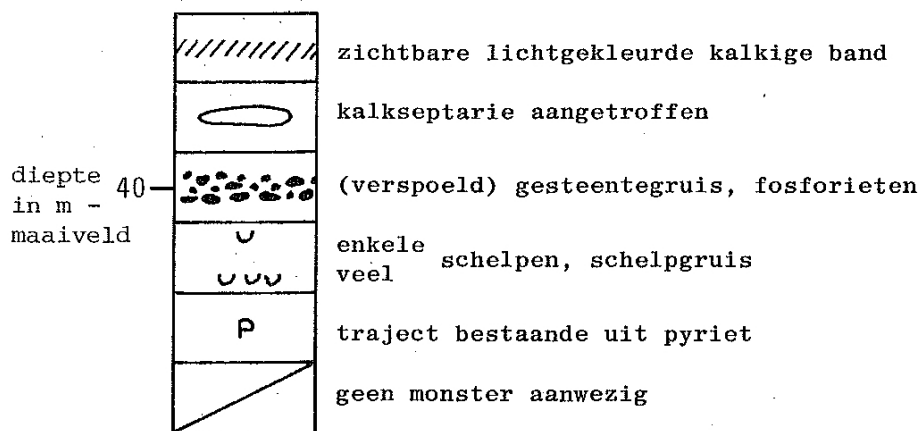 zichtbare lichtgekleurde kalkige band
kalkseptarie aangetroffen
diepte
in m -
maaiveld
40
(verspoeld) gesteentegruis, fosforieten
enkele
veel
schelpen, schelpgruis
P
traject bestaande uit pyriet
geen monster aanwezig